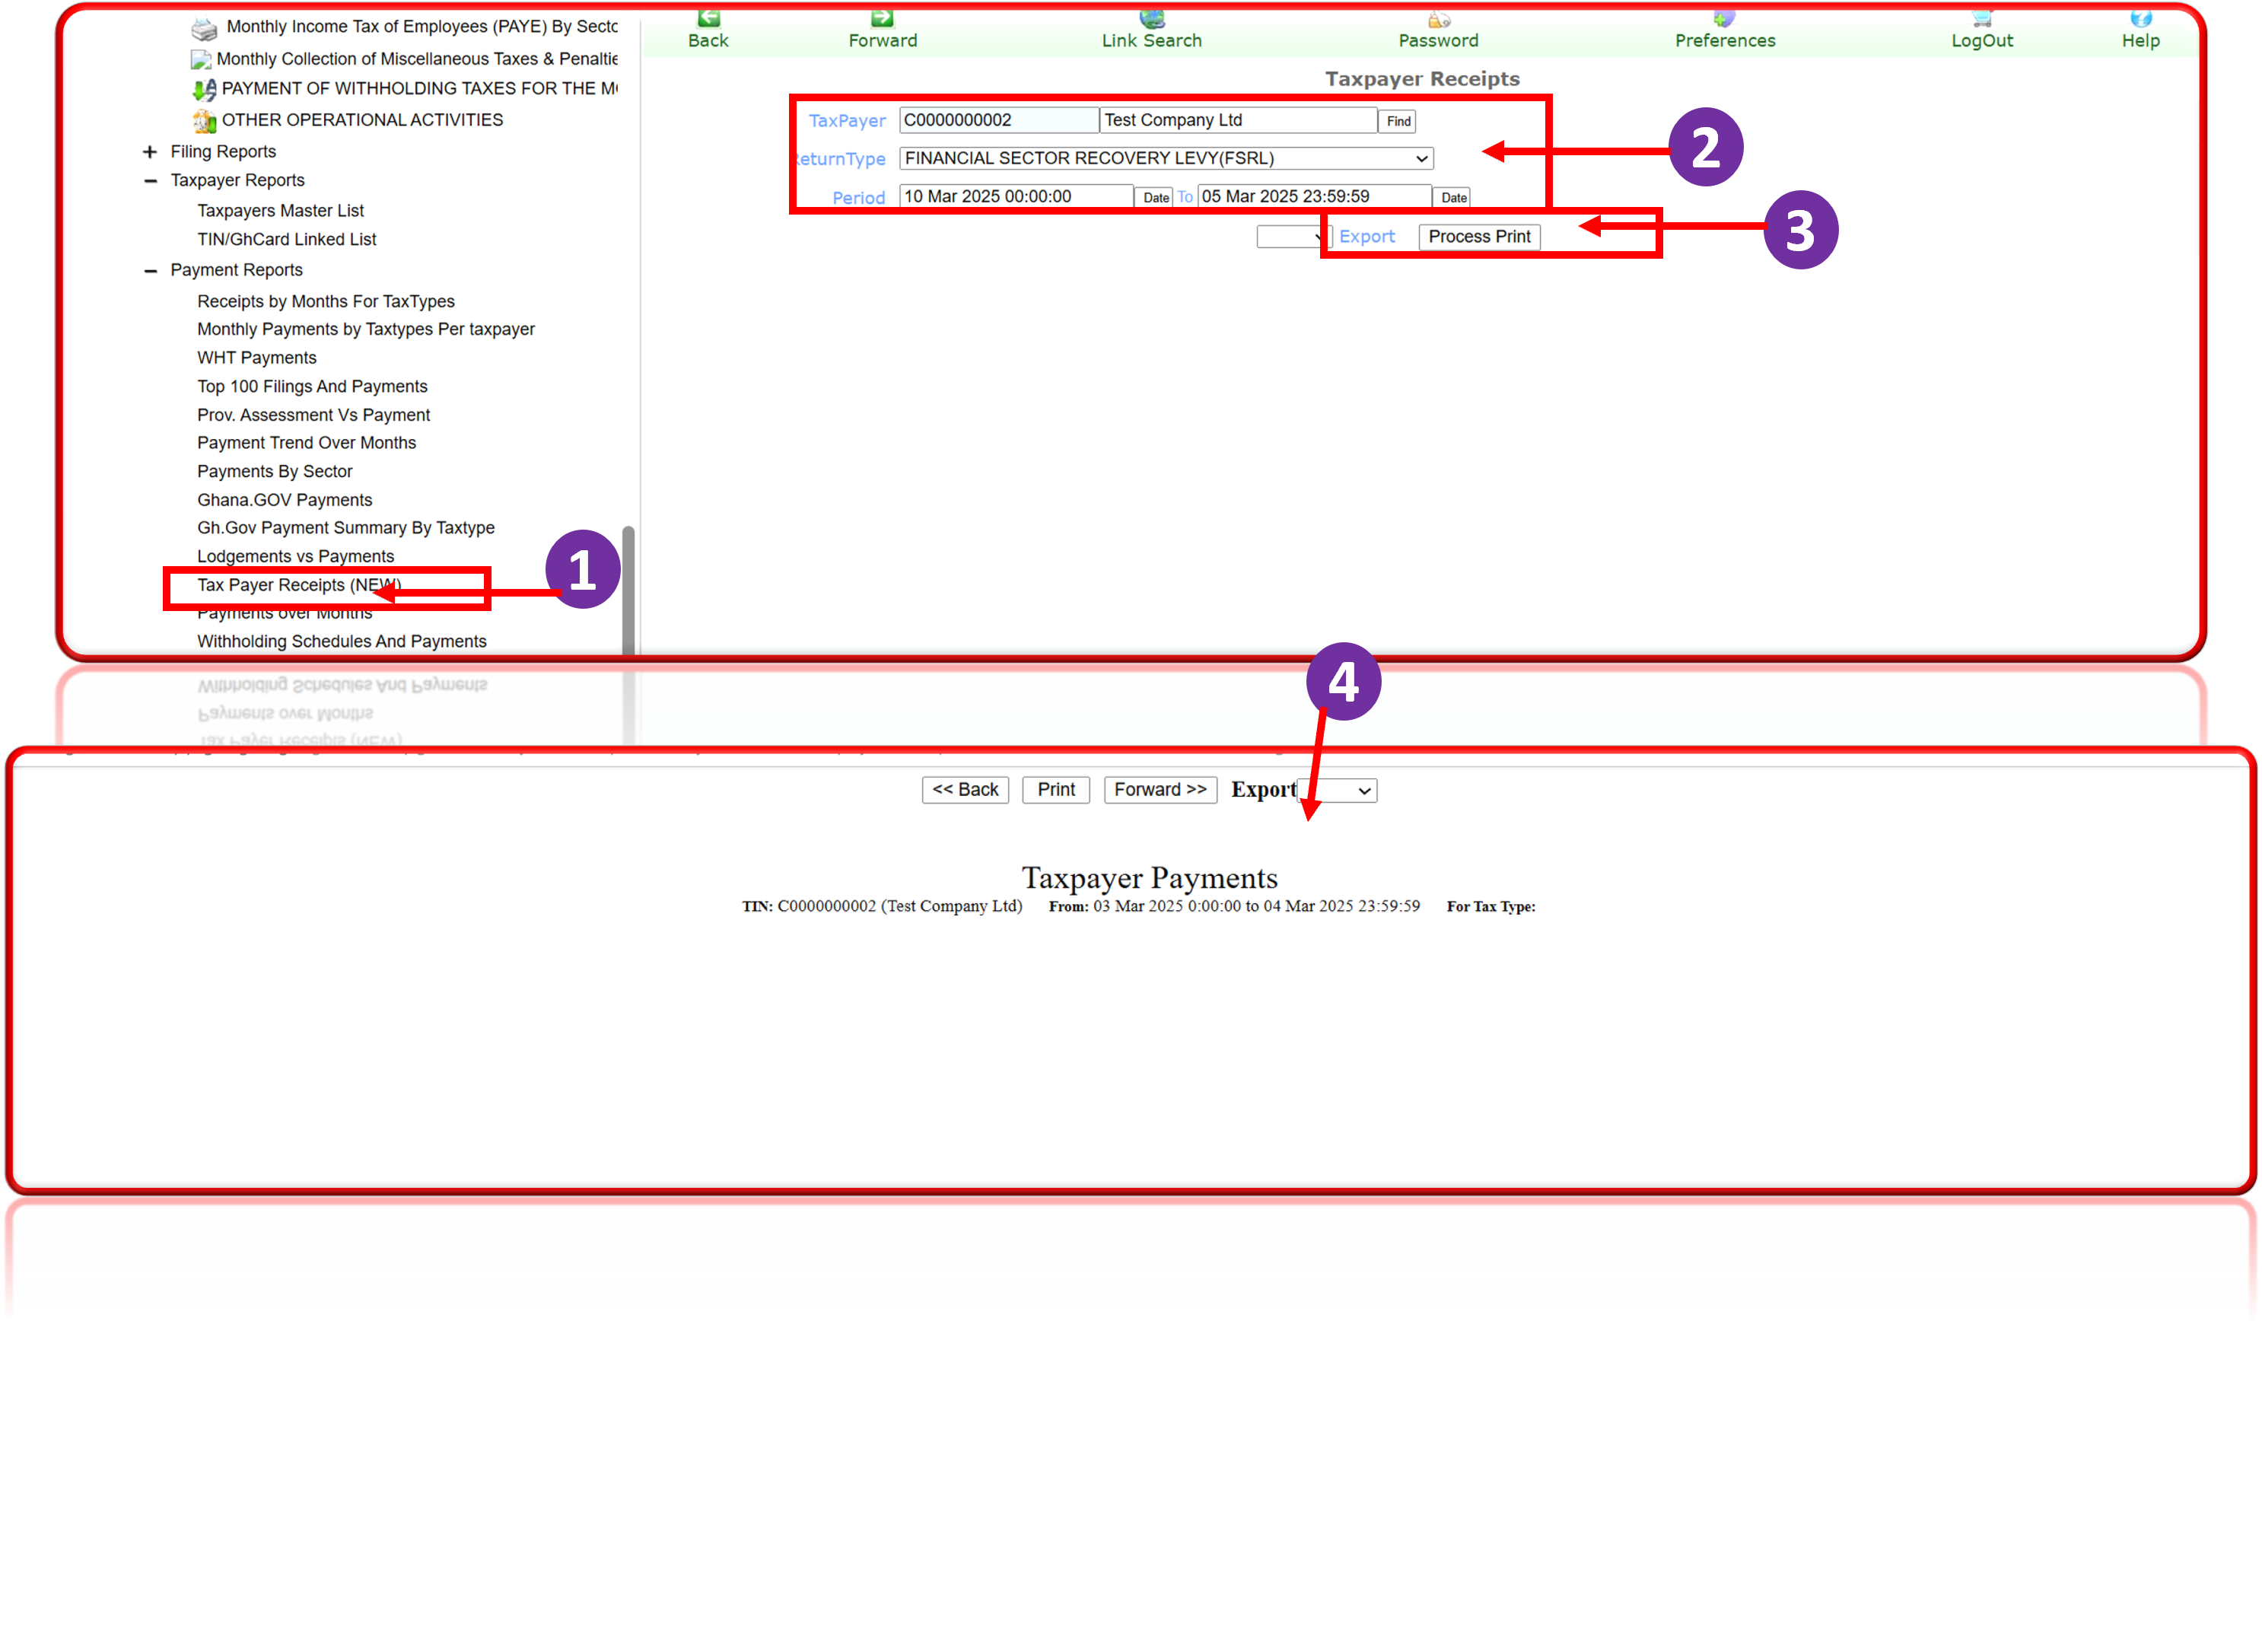 Monthly Income Tax of Employees (PAYE) By Secto
Monthly Collection of Miscellaneous Taxes & Penaltie
PAYMENT OF WITHHOLDING TAXES FOR THE M
OTHER OPERATIONAL ACTIVITIES
+ Filing Reports
− Taxpayer Reports
Taxpayers Master List
TIN/GhCard Linked List
− Payment Reports
Receipts by Months For TaxTypes
Monthly Payments by Taxtypes Per taxpayer
WHT Payments
Top 100 Filings And Payments
Prov. Assessment Vs Payment
Payment Trend Over Months
Payments By Sector
Ghana.GOV Payments
Gh.Gov Payment Summary By Taxtype
Lodgements vs Payments
Tax Payer Receipts (NEW)
Payments over Months
Withholding Schedules And Payments
1
Back Forward Link Search Password Preferences LogOut Help
Taxpayer Receipts
TaxPayer C0000000002 Test Company Ltd Find
eturnType FINANCIAL SECTOR RECOVERY LEVY(FSRL)
Period 10 Mar 2025 00:00:00 Date To 05 Mar 2025 23:59:59 Date
2
Export Process Print
3
4
<< Back Print Forward >> Export
Taxpayer Payments
TIN: C0000000002 (Test Company Ltd) From: 03 Mar 2025 0:00:00 to 04 Mar 2025 23:59:59 For Tax Type: